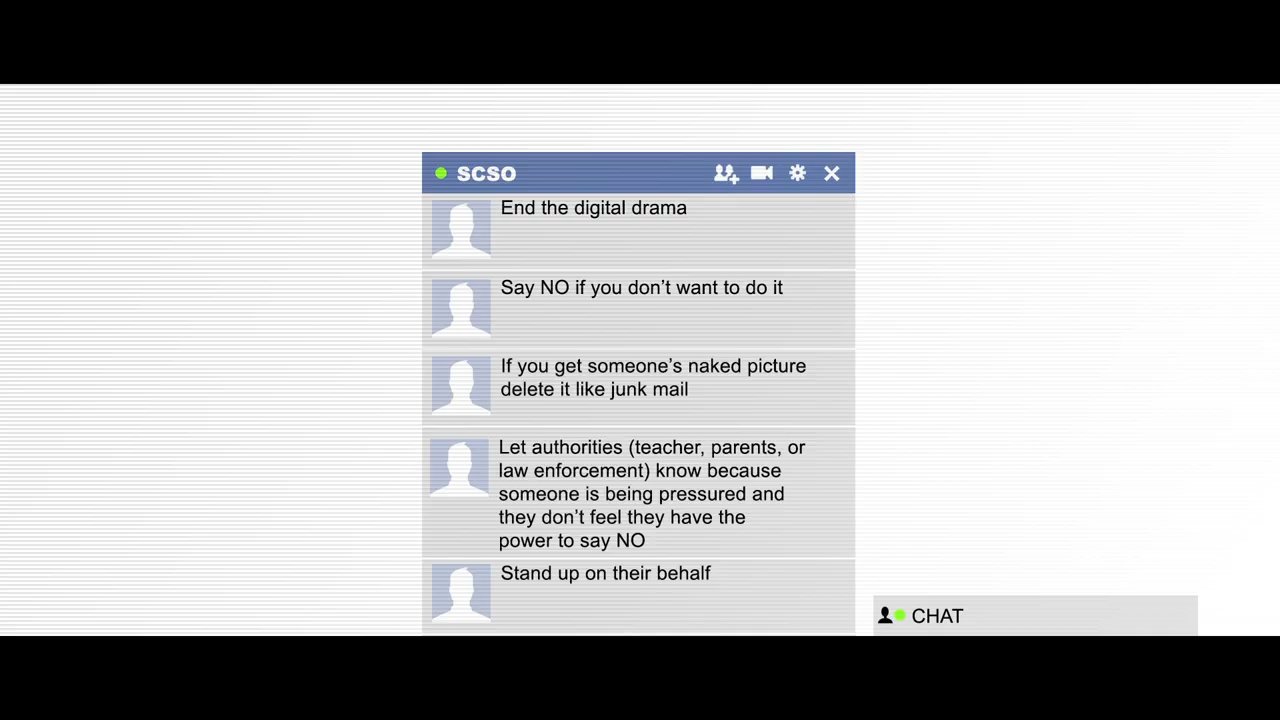 SCSO
End the digital drama
Say NO if you don’t want to do it
If you get someone’s naked picture
delete it like junk mail
Let authorities (teacher, parents, or
law enforcement) know because
someone is being pressured and
they don’t feel they have the
power to say NO
Stand up on their behalf
CHAT